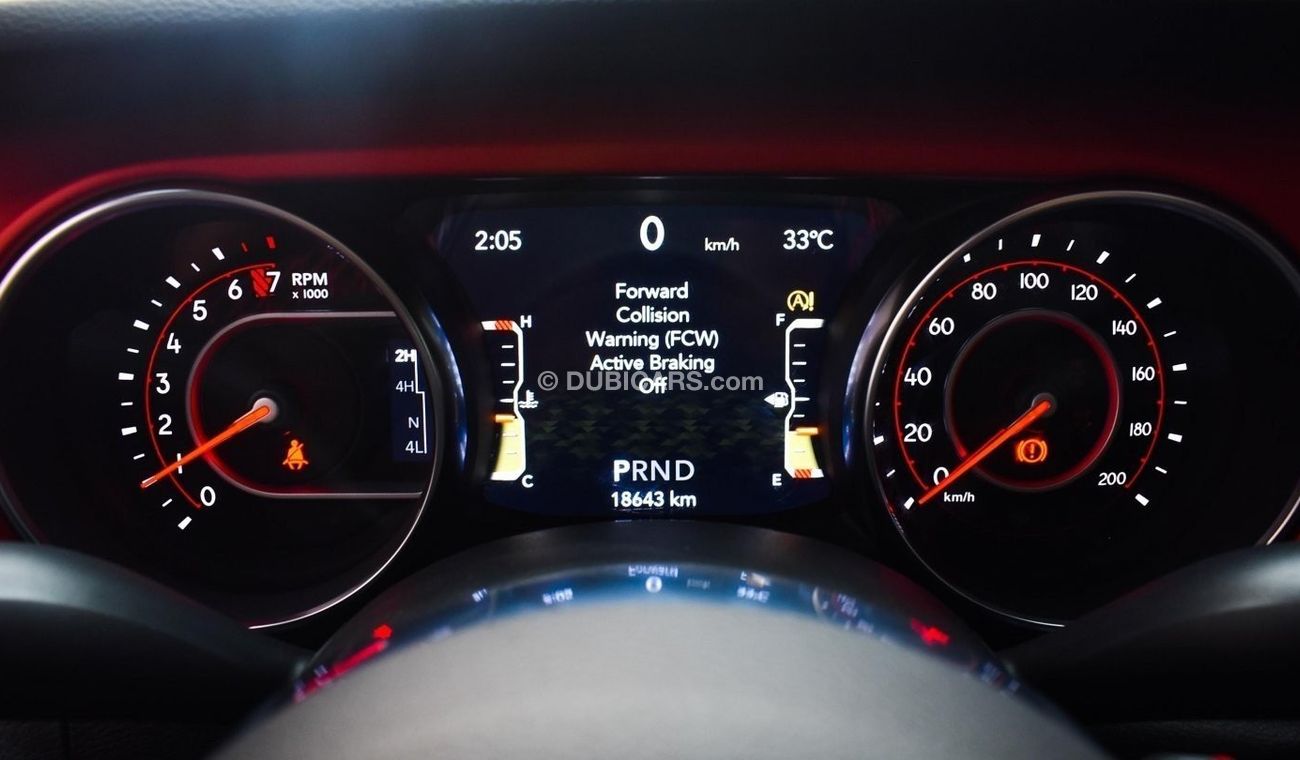 2:05
0
km/h
33°C
Forward
Collision
Warning (FCW)
Active Braking
Off
H
C
F
E
PRND
18643 km
7
6
5
4
3
2
1
0
RPM
x 1000
2H
4H
N
4L
0
20
40
60
80
100
120
140
160
180
200
km/h
© DUBICARS.com